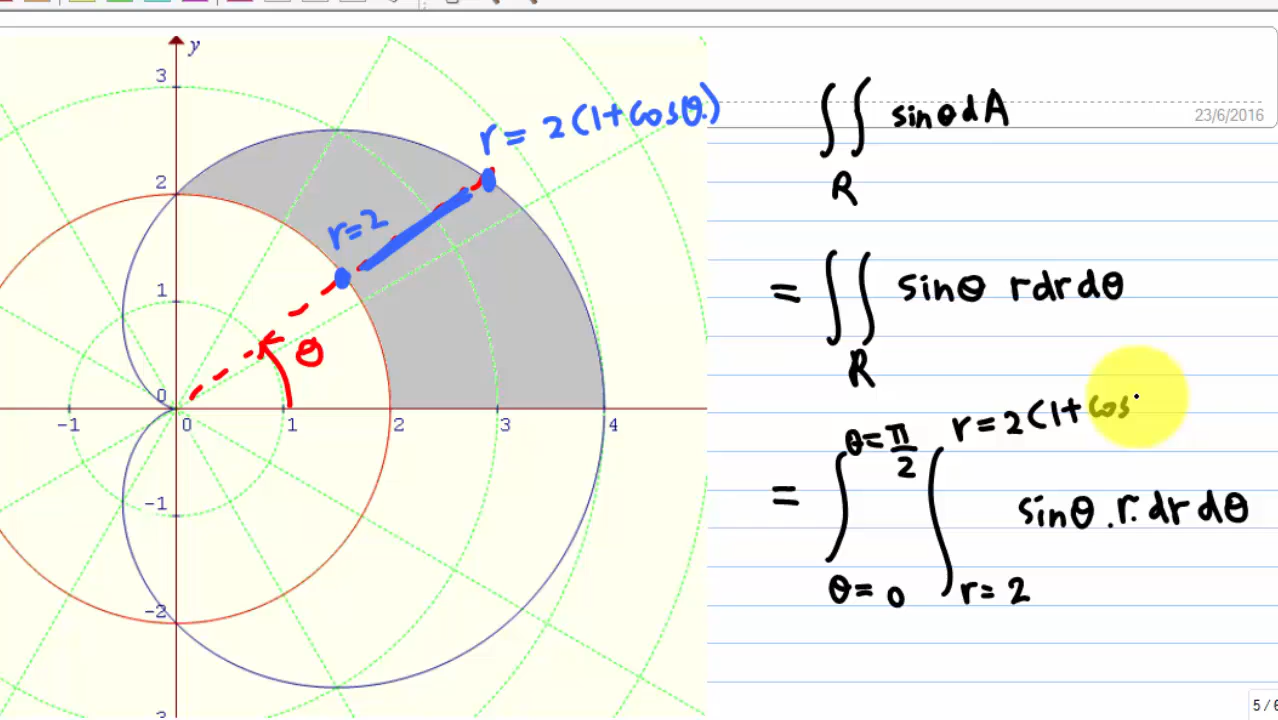 y
3
2
1
0
-1
-2
3
-1
0
1
2
3
4
r = 2(1+cosθ)
r=2
θ
23/6/2016
∬ sinθ dA
R
= ∬ sinθ r dr dθ
R
θ=π/2 r=2(1+cos
= ∫ ∫ sinθ . r. dr dθ
θ=0 r=2
5 / 6